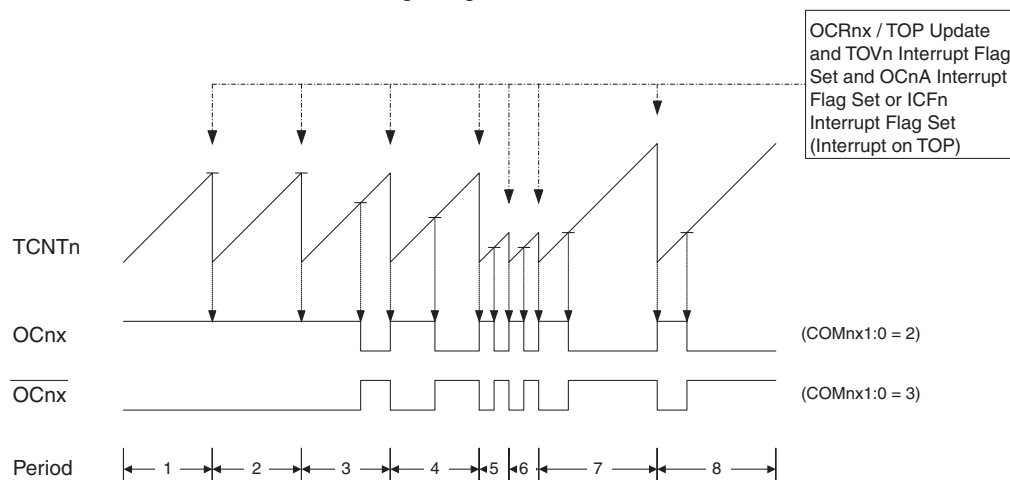 OCRnx / TOP Update
and TOVn Interrupt Flag
Set and OCnA Interrupt
Flag Set or ICFn
Interrupt Flag Set
(Interrupt on TOP)
TCNTn
OCnx
(COMnx1:0 = 2)
OCnx
(COMnx1:0 = 3)
Period
1 2 3 4 5 6 7 8